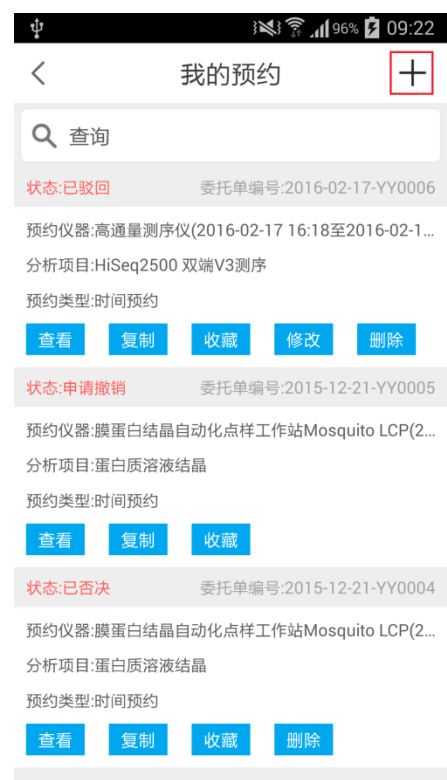 96% 09:22
我的预约
查询
状态:已驳回 委托单编号:2016-02-17-YY0006
预约仪器:高通量测序仪(2016-02-17 16:18至2016-02-1...
分析项目:HiSeq2500 双端V3测序
预约类型:时间预约
查看 复制 收藏 修改 删除
状态:申请撤销 委托单编号:2015-12-21-YY0005
预约仪器:膜蛋白结晶自动化点样工作站Mosquito LCP(2...
分析项目:蛋白质溶液结晶
预约类型:时间预约
查看 复制 收藏
状态:已否决 委托单编号:2015-12-21-YY0004
预约仪器:膜蛋白结晶自动化点样工作站Mosquito LCP(2...
分析项目:蛋白质溶液结晶
预约类型:时间预约
查看 复制 收藏 删除